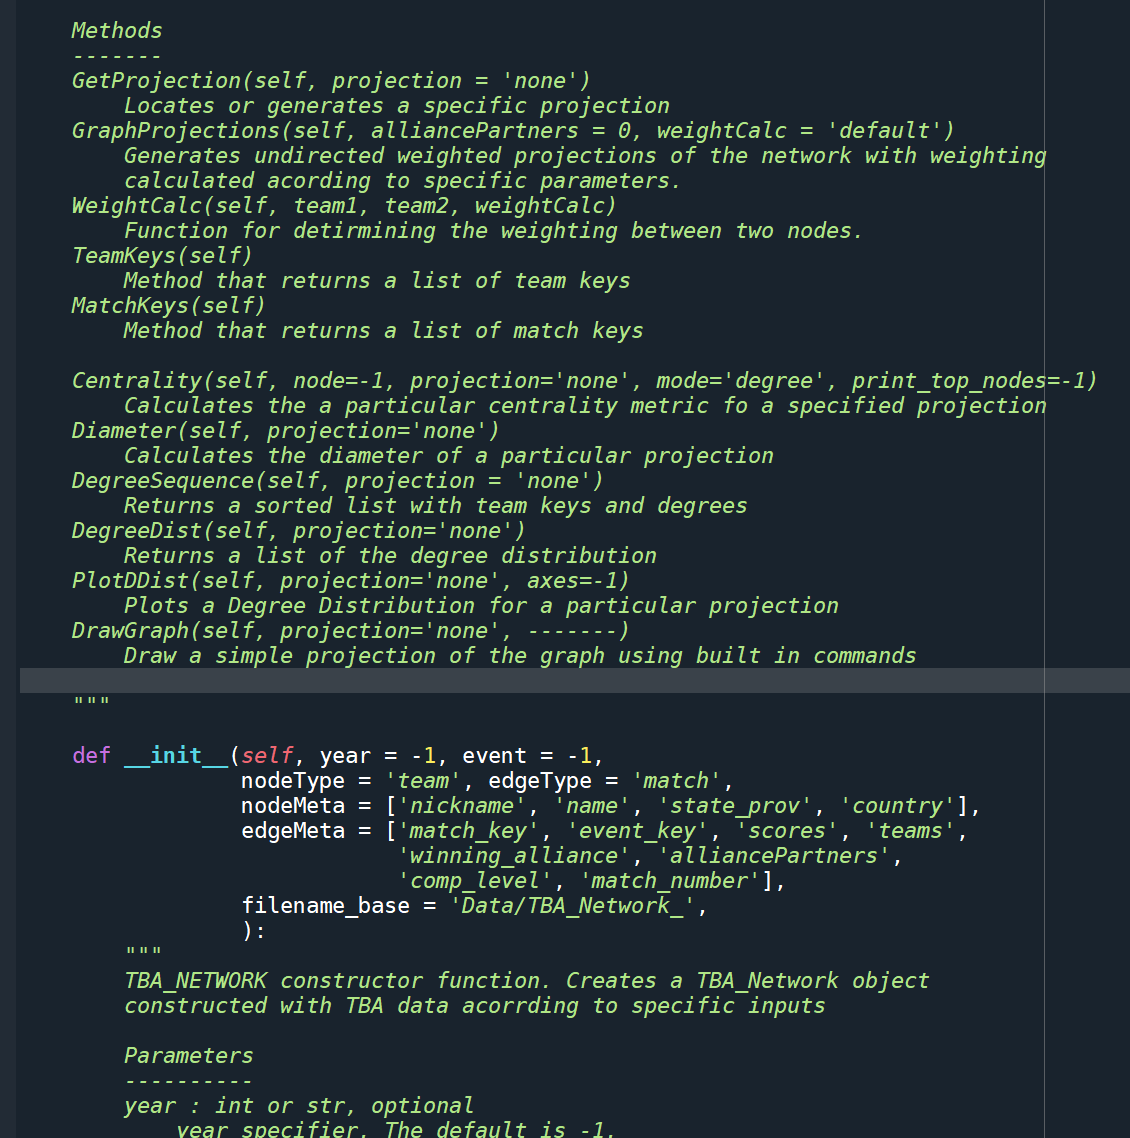 Methods
-------
GetProjection(self, projection = 'none')
    Locates or generates a specific projection
GraphProjections(self, alliancePartners = 0, weightCalc = 'default')
    Generates undirected weighted projections of the network with weighting
    calculated acording to specific parameters.
WeightCalc(self, team1, team2, weightCalc)
    Function for detirmining the weighting between two nodes.
TeamKeys(self)
    Method that returns a list of team keys
MatchKeys(self)
    Method that returns a list of match keys

Centrality(self, node=-1, projection='none', mode='degree', print_top_nodes=-1)
    Calculates the a particular centrality metric fo a specified projection
Diameter(self, projection='none')
    Calculates the diameter of a particular projection
DegreeSequence(self, projection = 'none')
    Returns a sorted list with team keys and degrees
DegreeDist(self, projection='none')
    Returns a list of the degree distribution
PlotDDist(self, projection='none', axes=-1)
    Plots a Degree Distribution for a particular projection
DrawGraph(self, projection='none', -------)
    Draw a simple projection of the graph using built in commands

"""

def __init__(self, year = -1, event = -1,
             nodeType = 'team', edgeType = 'match',
             nodeMeta = ['nickname', 'name', 'state_prov', 'country'],
             edgeMeta = ['match_key', 'event_key', 'scores', 'teams',
                         'winning_alliance', 'alliancePartners',
                         'comp_level', 'match_number'],
             filename_base = 'Data/TBA_Network_',
             ):
    """
    TBA_NETWORK constructor function. Creates a TBA_Network object
    constructed with TBA data acorrding to specific inputs

    Parameters
    ----------
    year : int or str, optional
        year specifier. The default is -1.